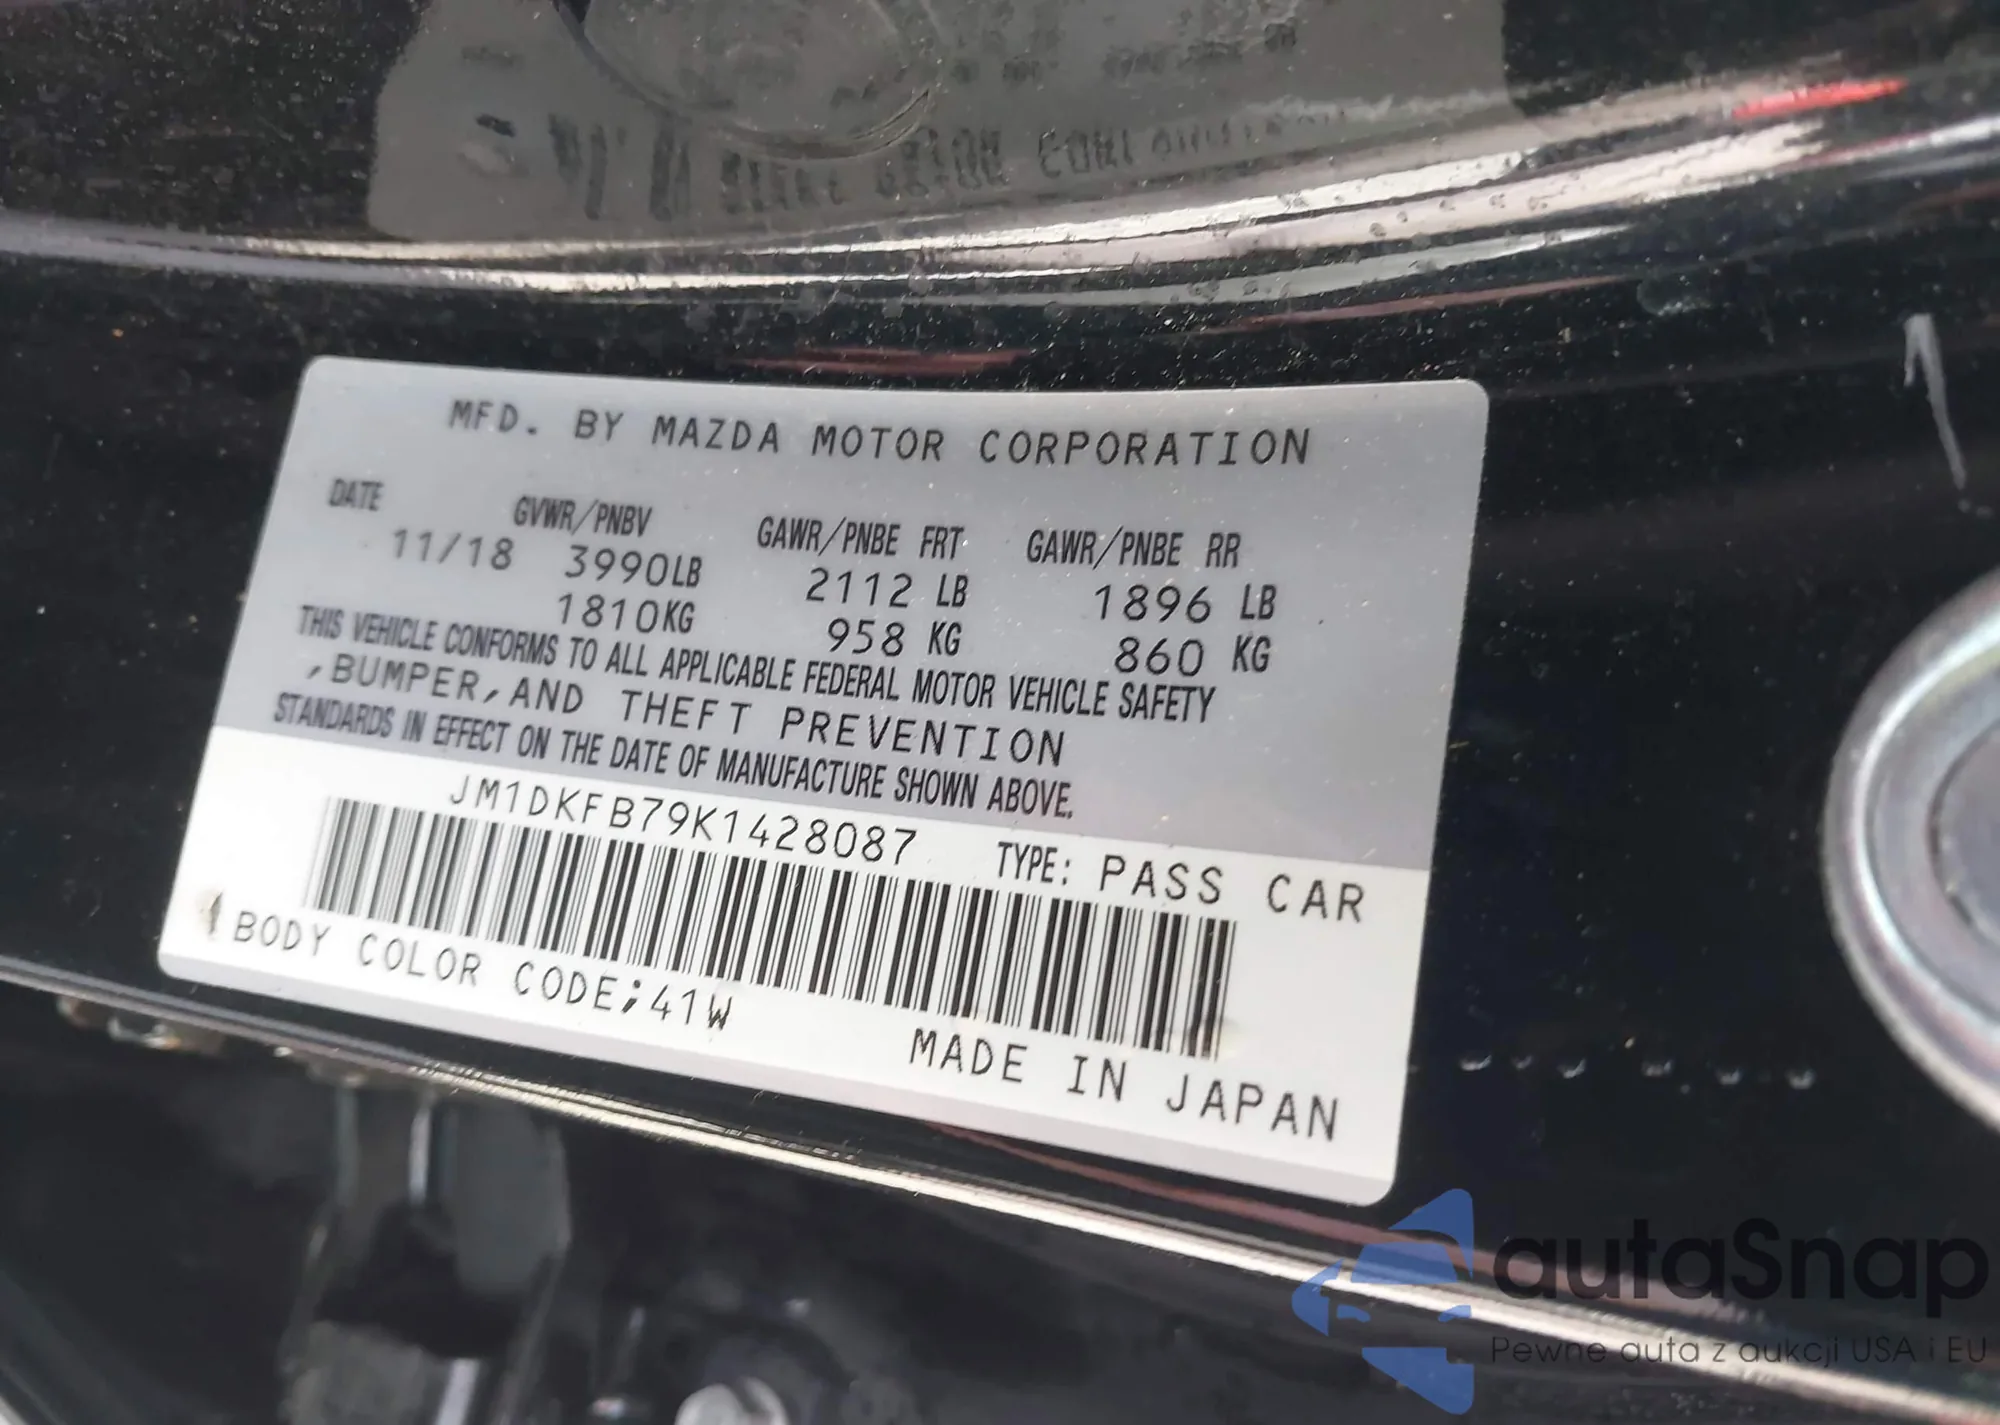 MFD. BY MAZDA MOTOR CORPORATION
DATE GVWR/PNBV GAWR/PNBE FRT GAWR/PNBE RR
11/18 3990LB 2112 LB 1896 LB
1810KG 958 KG 860 KG
THIS VEHICLE CONFORMS TO ALL APPLICABLE FEDERAL MOTOR VEHICLE SAFETY
,BUMPER,AND THEFT PREVENTION
STANDARDS IN EFFECT ON THE DATE OF MANUFACTURE SHOWN ABOVE.
JM1DKFB79K1428087
TYPE: PASS CAR
BODY COLOR CODE;41W
MADE IN JAPAN
autaSnap
Pewne auta z aukcji USA i EU